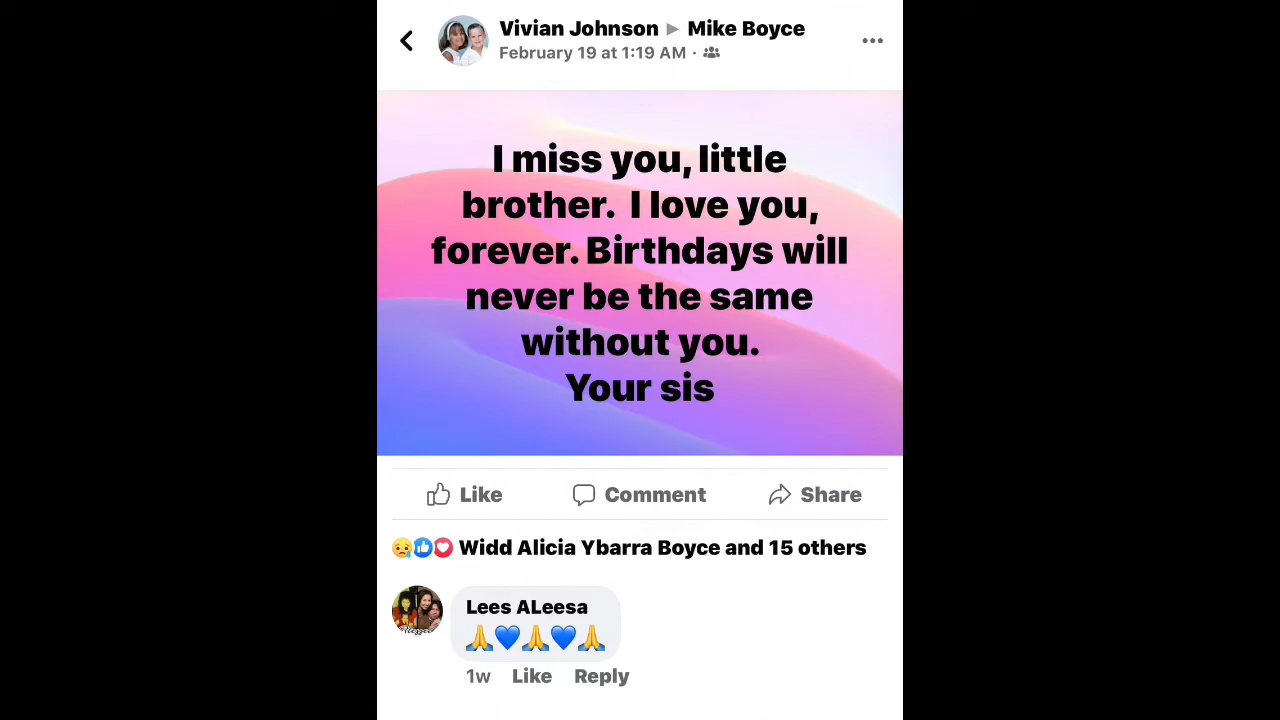 Vivian Johnson ▶ Mike Boyce
February 19 at 1:19 AM ·
I miss you, little
brother. I love you,
forever. Birthdays will
never be the same
without you.
Your sis
Like Comment Share
😢👍❤️ Widd Alicia Ybarra Boyce and 15 others
Lees ALeesa
🙏💙🙏💙🙏
1w Like Reply